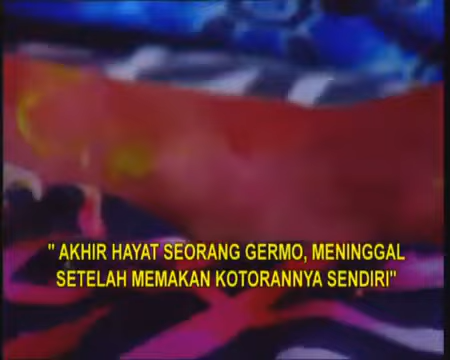 " AKHIR HAYAT SEORANG GERMO, MENINGGAL
SETELAH MEMAKAN KOTORANNYA SENDIRI"